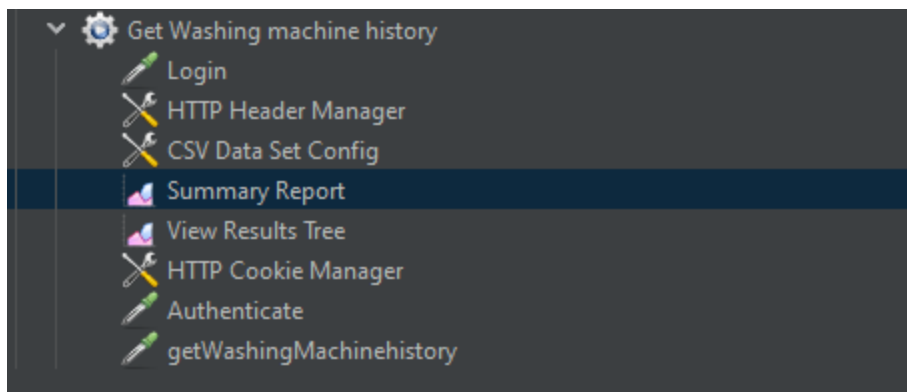 Get Washing machine history
Login
HTTP Header Manager
CSV Data Set Config
Summary Report
View Results Tree
HTTP Cookie Manager
Authenticate
getWashingMachinehistory